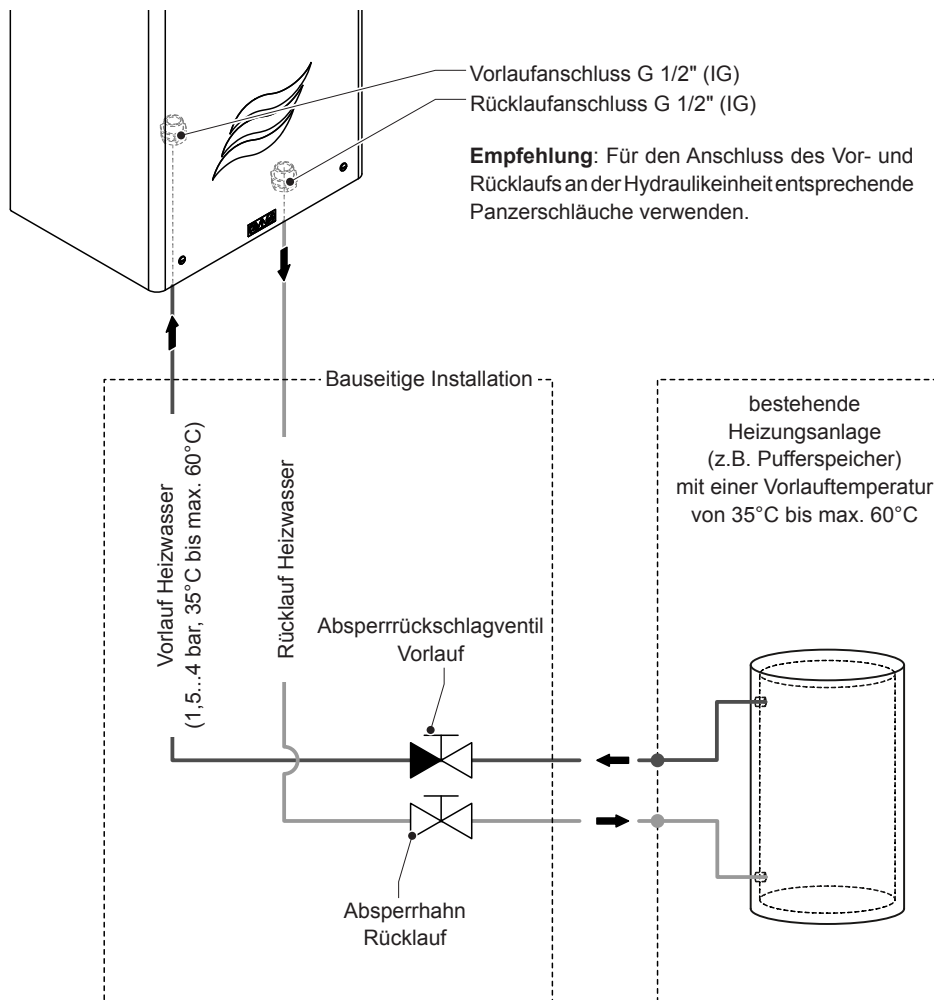 Vorlaufanschluss G 1/2" (IG)
Rücklaufanschluss G 1/2" (IG)
Empfehlung: Für den Anschluss des Vor- und
Rücklaufs an der Hydraulikeinheit entsprechende
Panzerschläuche verwenden.
Bauseitige Installation
bestehende
Heizungsanlage
(z.B. Pufferspeicher)
mit einer Vorlauftemperatur
von 35°C bis max. 60°C
Vorlauf Heizwasser
(1,5...4 bar, 35°C bis max. 60°C)
Rücklauf Heizwasser
Absperrrückschlagventil
Vorlauf
Absperrhahn
Rücklauf